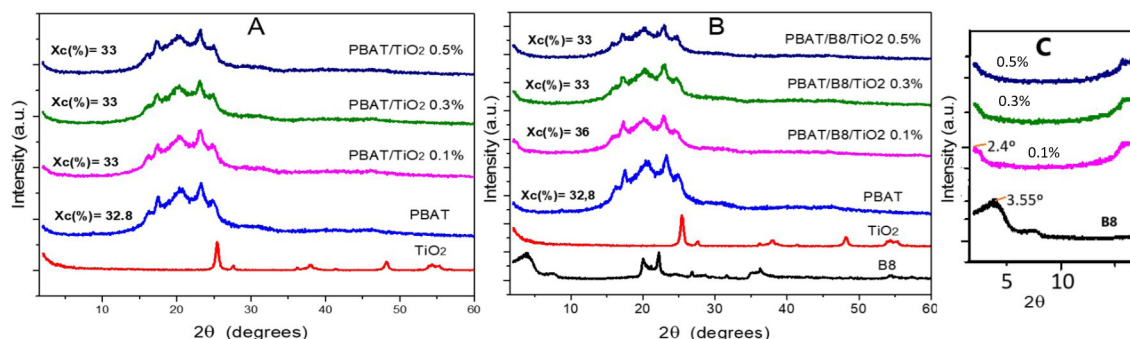 A
Xc(%)= 33
PBAT/TiO2 0.5%
Xc(%)= 33
PBAT/TiO2 0.3%
Xc(%)= 33
PBAT/TiO2 0.1%
Xc(%)= 32.8
PBAT
TiO2
Intensity (a.u.)
10 20 30 40 50 60
2θ (degrees)
B
Xc(%)= 33
PBAT/B8/TiO2 0.5%
Xc(%)= 33
PBAT/B8/TiO2 0.3%
Xc(%)= 36
PBAT/B8/TiO2 0.1%
Xc(%)= 32,8
PBAT
TiO2
B8
Intensity (a.u.)
10 20 30 40 50 60
2θ (degrees)
C
0.5%
0.3%
2.4º
0.1%
3.55º
B8
Intensity (a.u.)
5 10
2θ